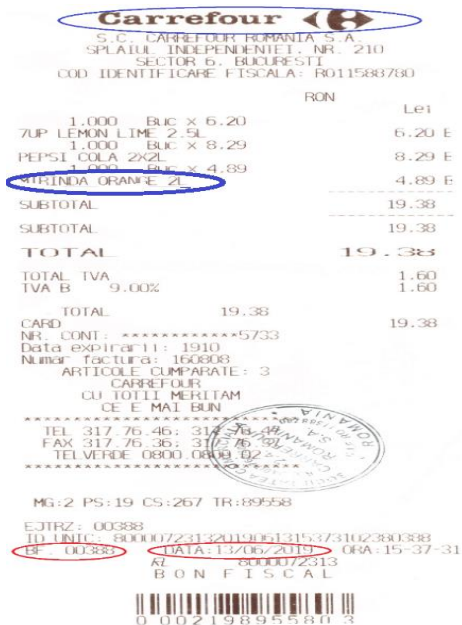 Carrefour
S.C. CARREFOUR ROMANIA S.A.
SPLAIUL INDEPENDENTEI. NR. 210
SECTOR 6. BUCURESTI
COD IDENTIFICARE FISCALA: RO11588780
RON
Lei
1.000 Buc x 6.20
7UP LEMON LIME 2.5L 6.20 E
1.000 Buc x 8.29
PEPSI COLA 2X2L 8.29 E
1.000 Buc x 4.89
MIRINDA ORANGE 2L 4.89 E
SUBTOTAL 19.38
SUBTOTAL 19.38
TOTAL 19.38
TOTAL TVA 1.60
TVA B 9.00% 1.60
TOTAL 19.38
CARD 19.38
NR. CONT: ************5733
Data expirarii: 1910
Numar factura: 160808
ARTICOLE CUMPARATE: 3
CARREFOUR
CU TOTII MERITAM
CE E MAI BUN
TEL 317.76.46;
FAX 317.76.36;
TELVERDE 0800.0800.02
MG:2 PS:19 CS:267 TR:89558
EJTRZ: 00388
ID UNIC: 8000072313201906131537310238‌0388
BF. 00388 DATA:13/06/2019 ORA:15-37-31
8000072313
BON FISCAL
0 00219895580 3